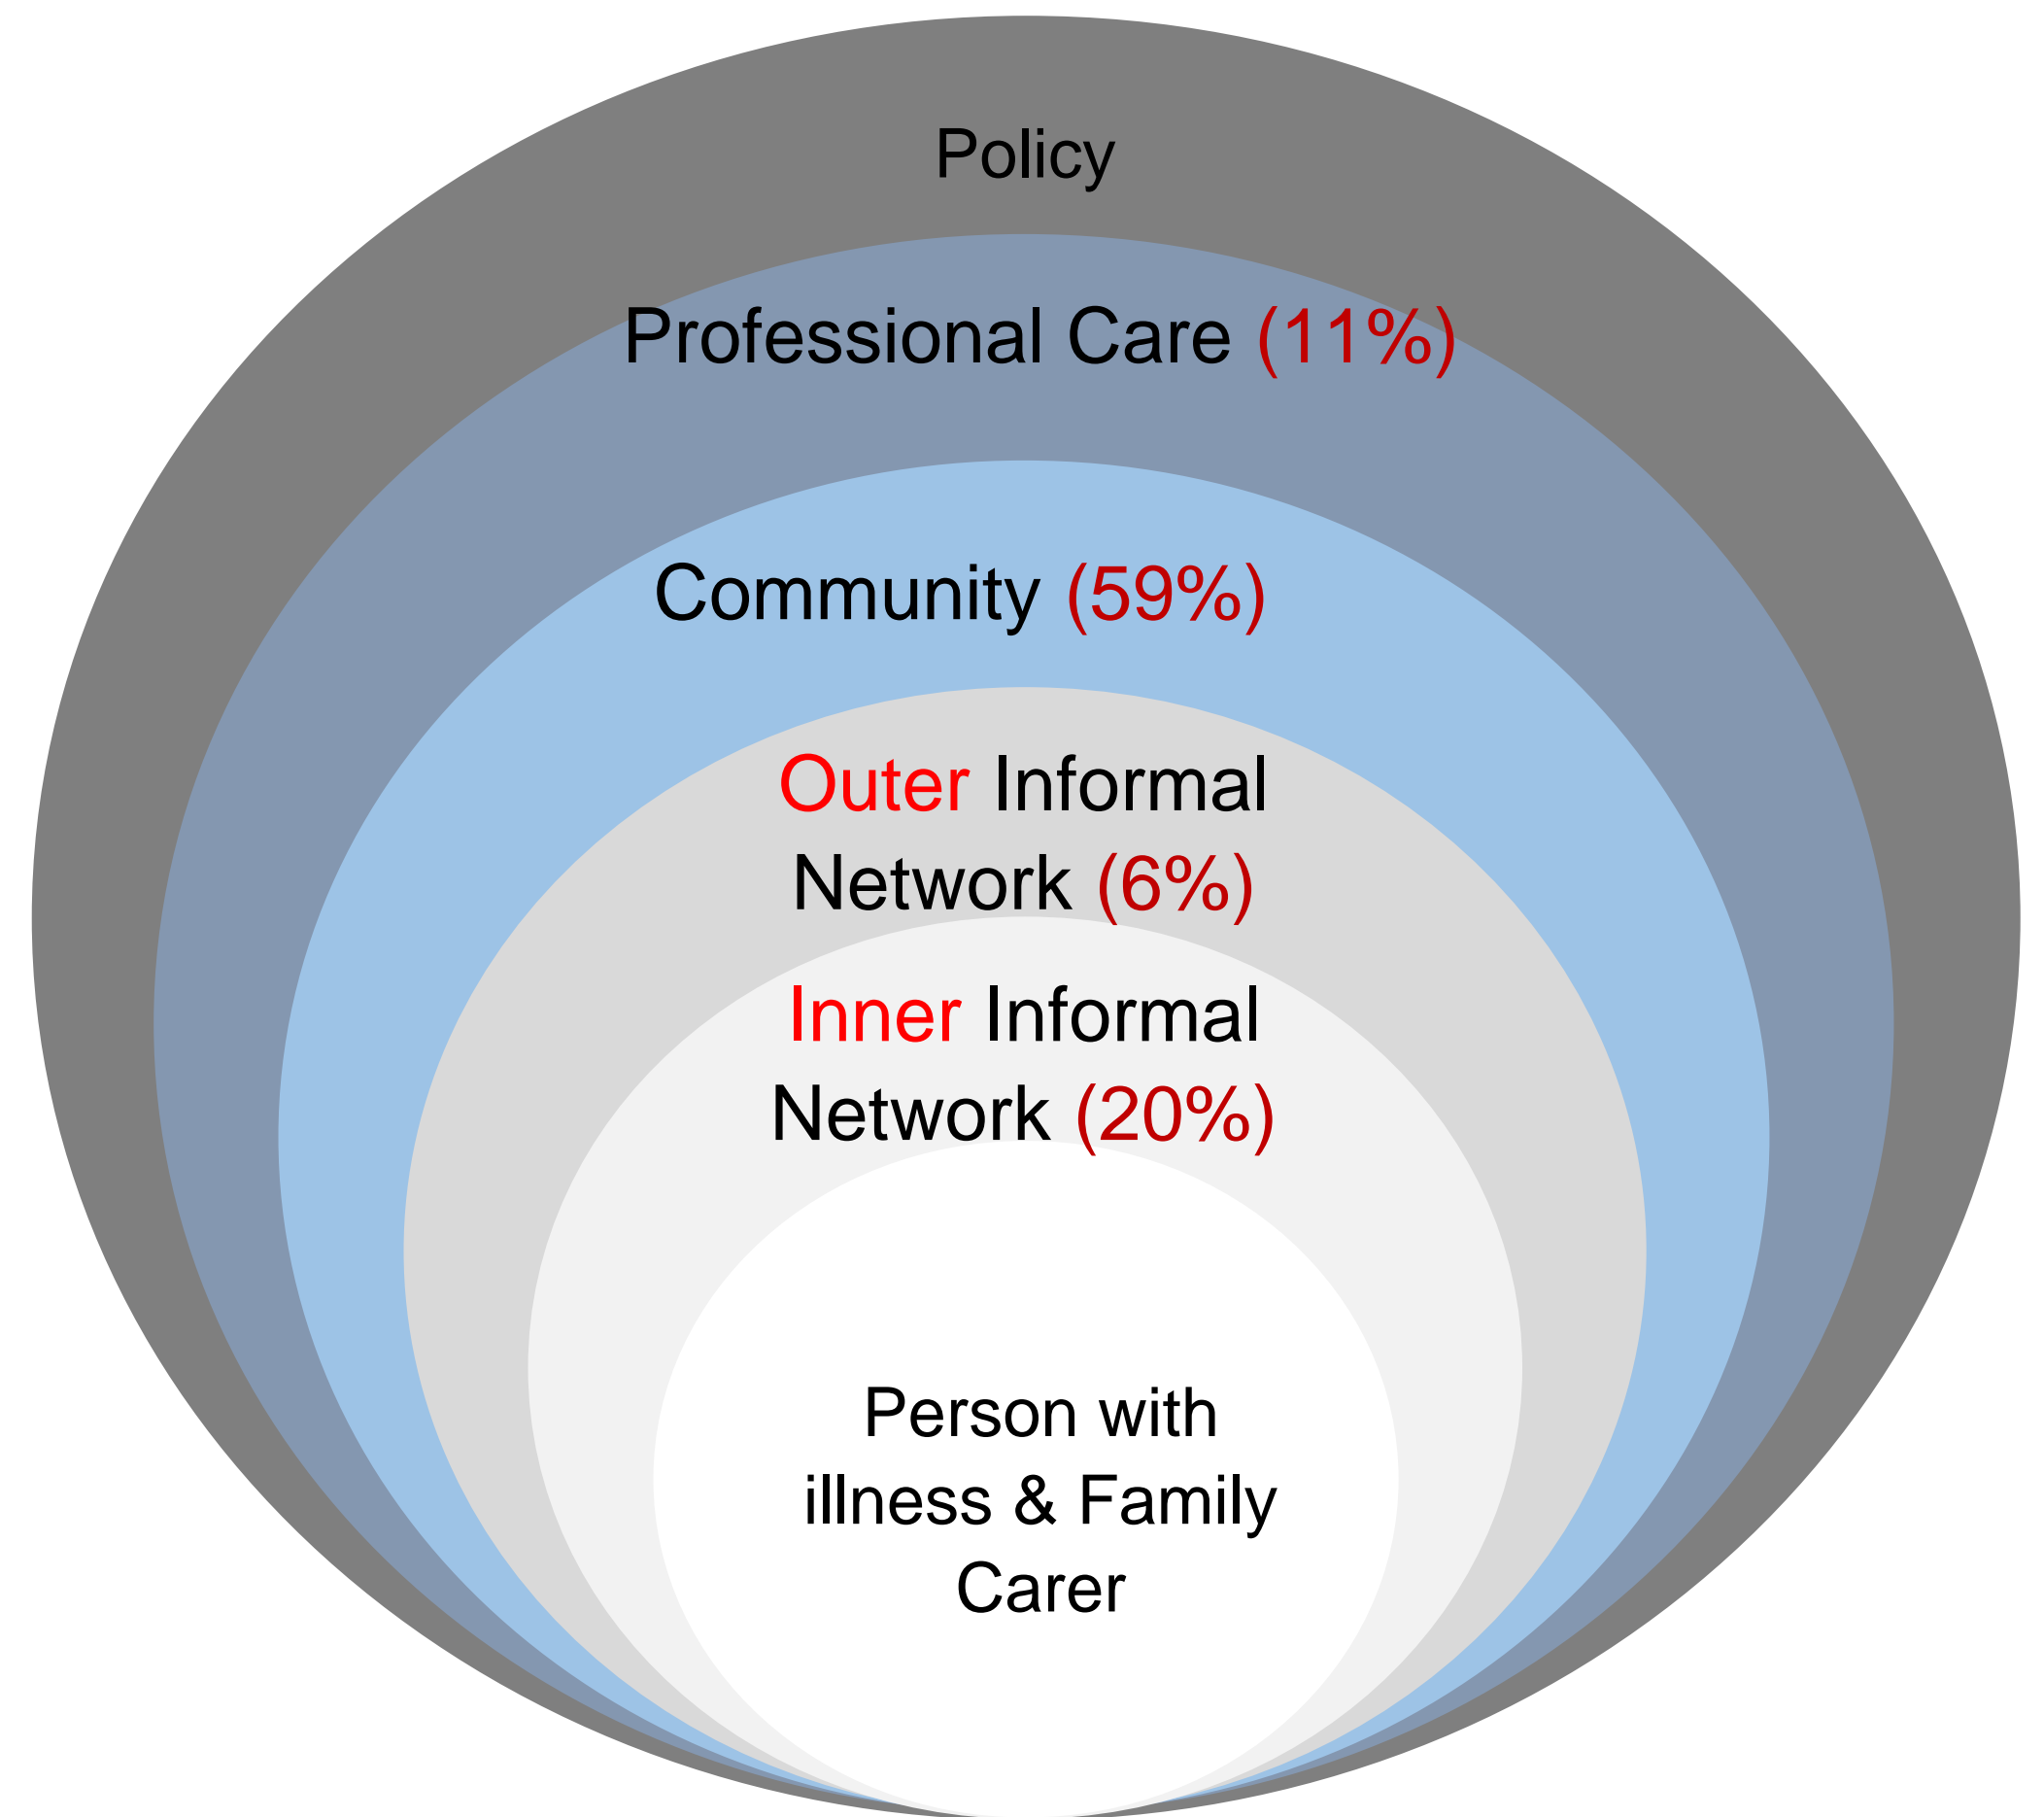 Policy
Professional Care (11%)
Community (59%)
Outer Informal
Network (6%)
Inner Informal
Network (20%)
Person with
illness & Family
Carer